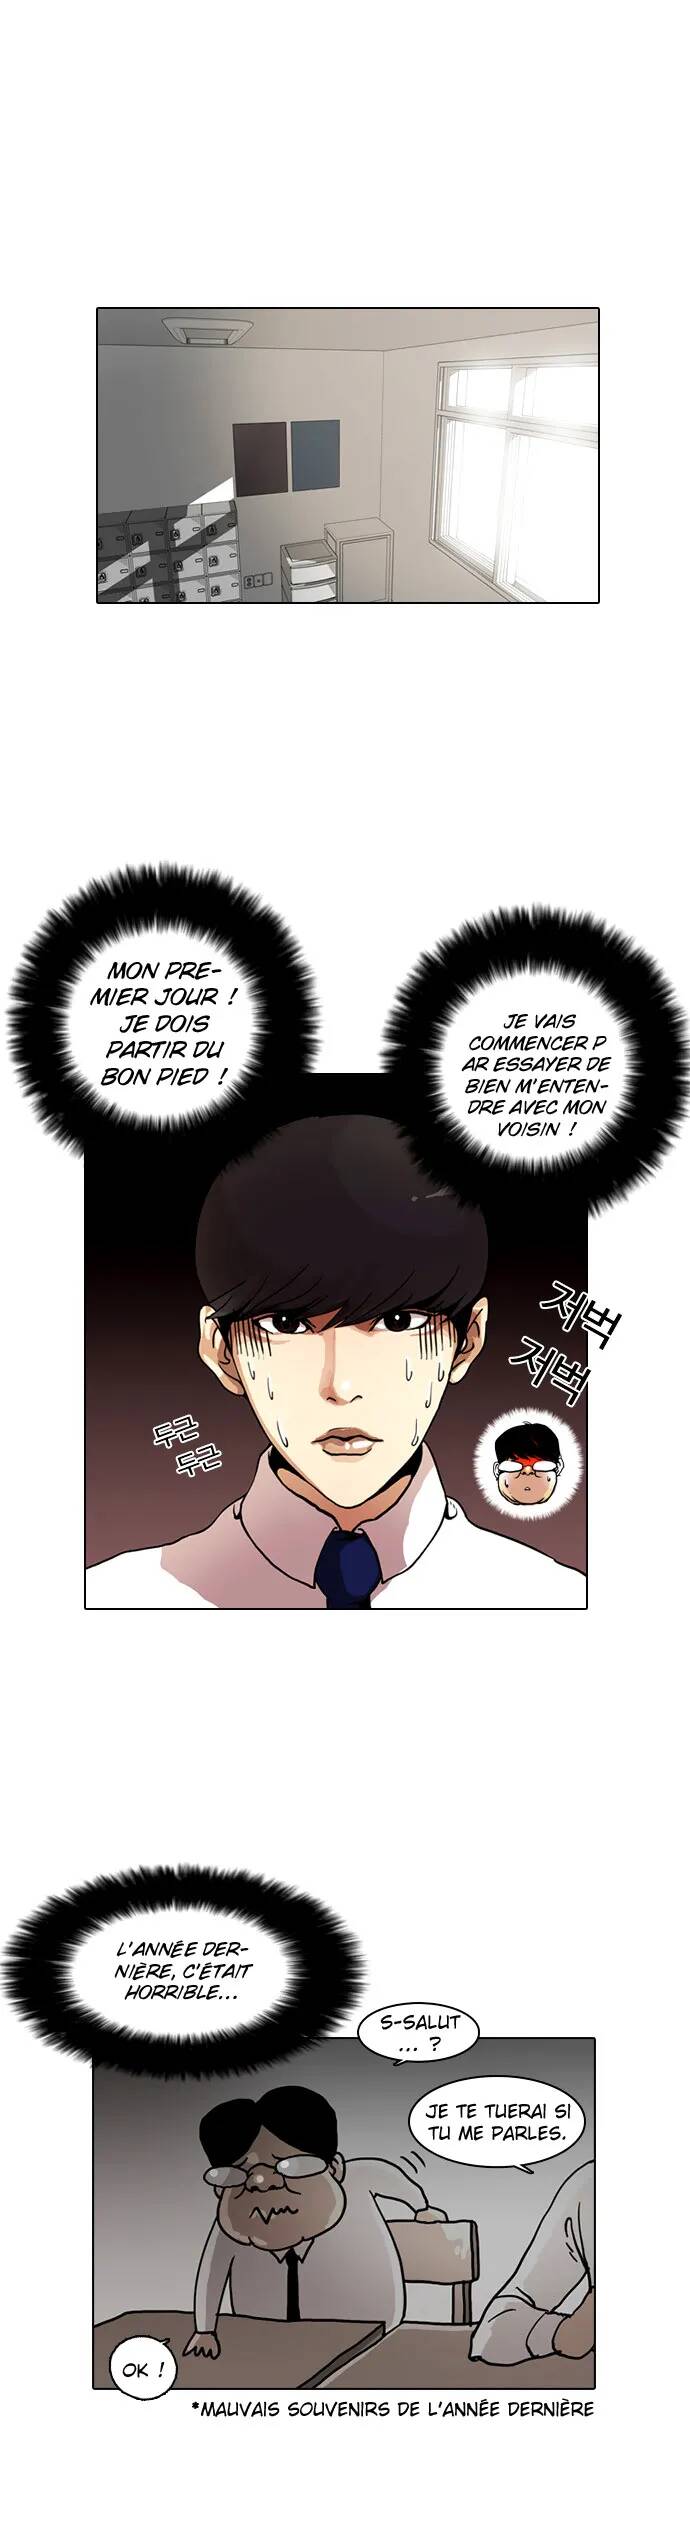 MON PRE-
MIER JOUR !
JE DOIS
PARTIR DU
BON PIED !
JE VAIS
COMMENCER P
AR ESSAYER DE
BIEN M'ENTEN-
DRE AVEC MON
VOISIN !
저벅
저벅
두근
두근
L'ANNÉE DER-
NIÈRE, C'ÉTAIT
HORRIBLE...
S-SALUT
... ?
JE TE TUERAI SI
TU ME PARLES.
OK !
*MAUVAIS SOUVENIRS DE L'ANNÉE DERNIÈRE